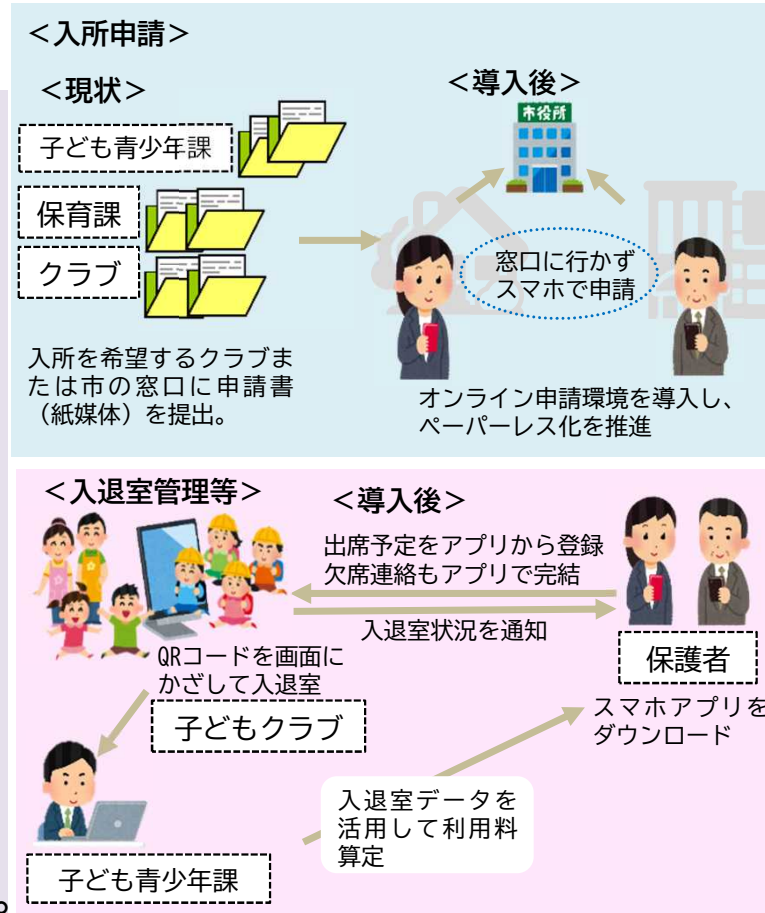 ＜入所申請＞
＜現状＞
子ども青少年課
保育課
クラブ
入所を希望するクラブま
たは市の窓口に申請書
（紙媒体）を提出。
＜導入後＞
市役所
窓口に行かず
スマホで申請
オンライン申請環境を導入し、
ペーパーレス化を推進
＜入退室管理等＞
＜導入後＞
出席予定をアプリから登録
欠席連絡もアプリで完結
入退室状況を通知
QRコードを画面に
かざして入退室
子どもクラブ
保護者
スマホアプリを
ダウンロード
入退室データを
活用して利用料
算定
子ども青少年課